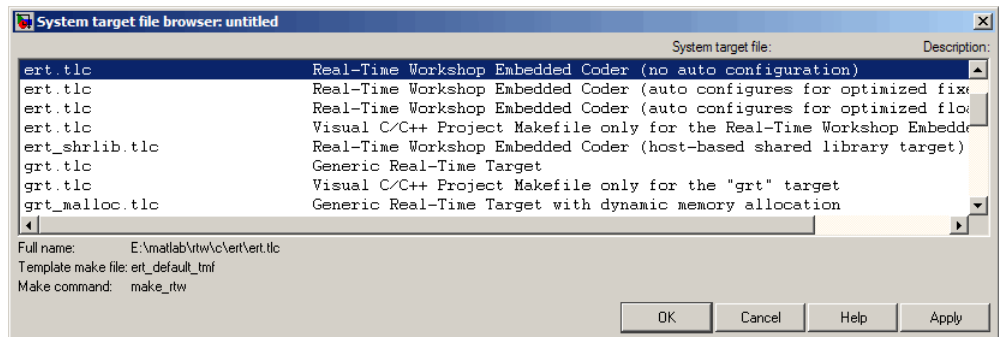 System target file browser: untitled
System target file: Description:
ert.tlc Real-Time Workshop Embedded Coder (no auto configuration)
ert.tlc Real-Time Workshop Embedded Coder (auto configures for optimized fixe
ert.tlc Real-Time Workshop Embedded Coder (auto configures for optimized floa
ert.tlc Visual C/C++ Project Makefile only for the Real-Time Workshop Embedde
ert_shrlib.tlc Real-Time Workshop Embedded Coder (host-based shared library target)
grt.tlc Generic Real-Time Target
grt.tlc Visual C/C++ Project Makefile only for the "grt" target
grt_malloc.tlc Generic Real-Time Target with dynamic memory allocation
Full name: E:\matlab\rtw\c\ert\ert.tlc
Template make file: ert_default_tmf
Make command: make_rtw
OK Cancel Help Apply